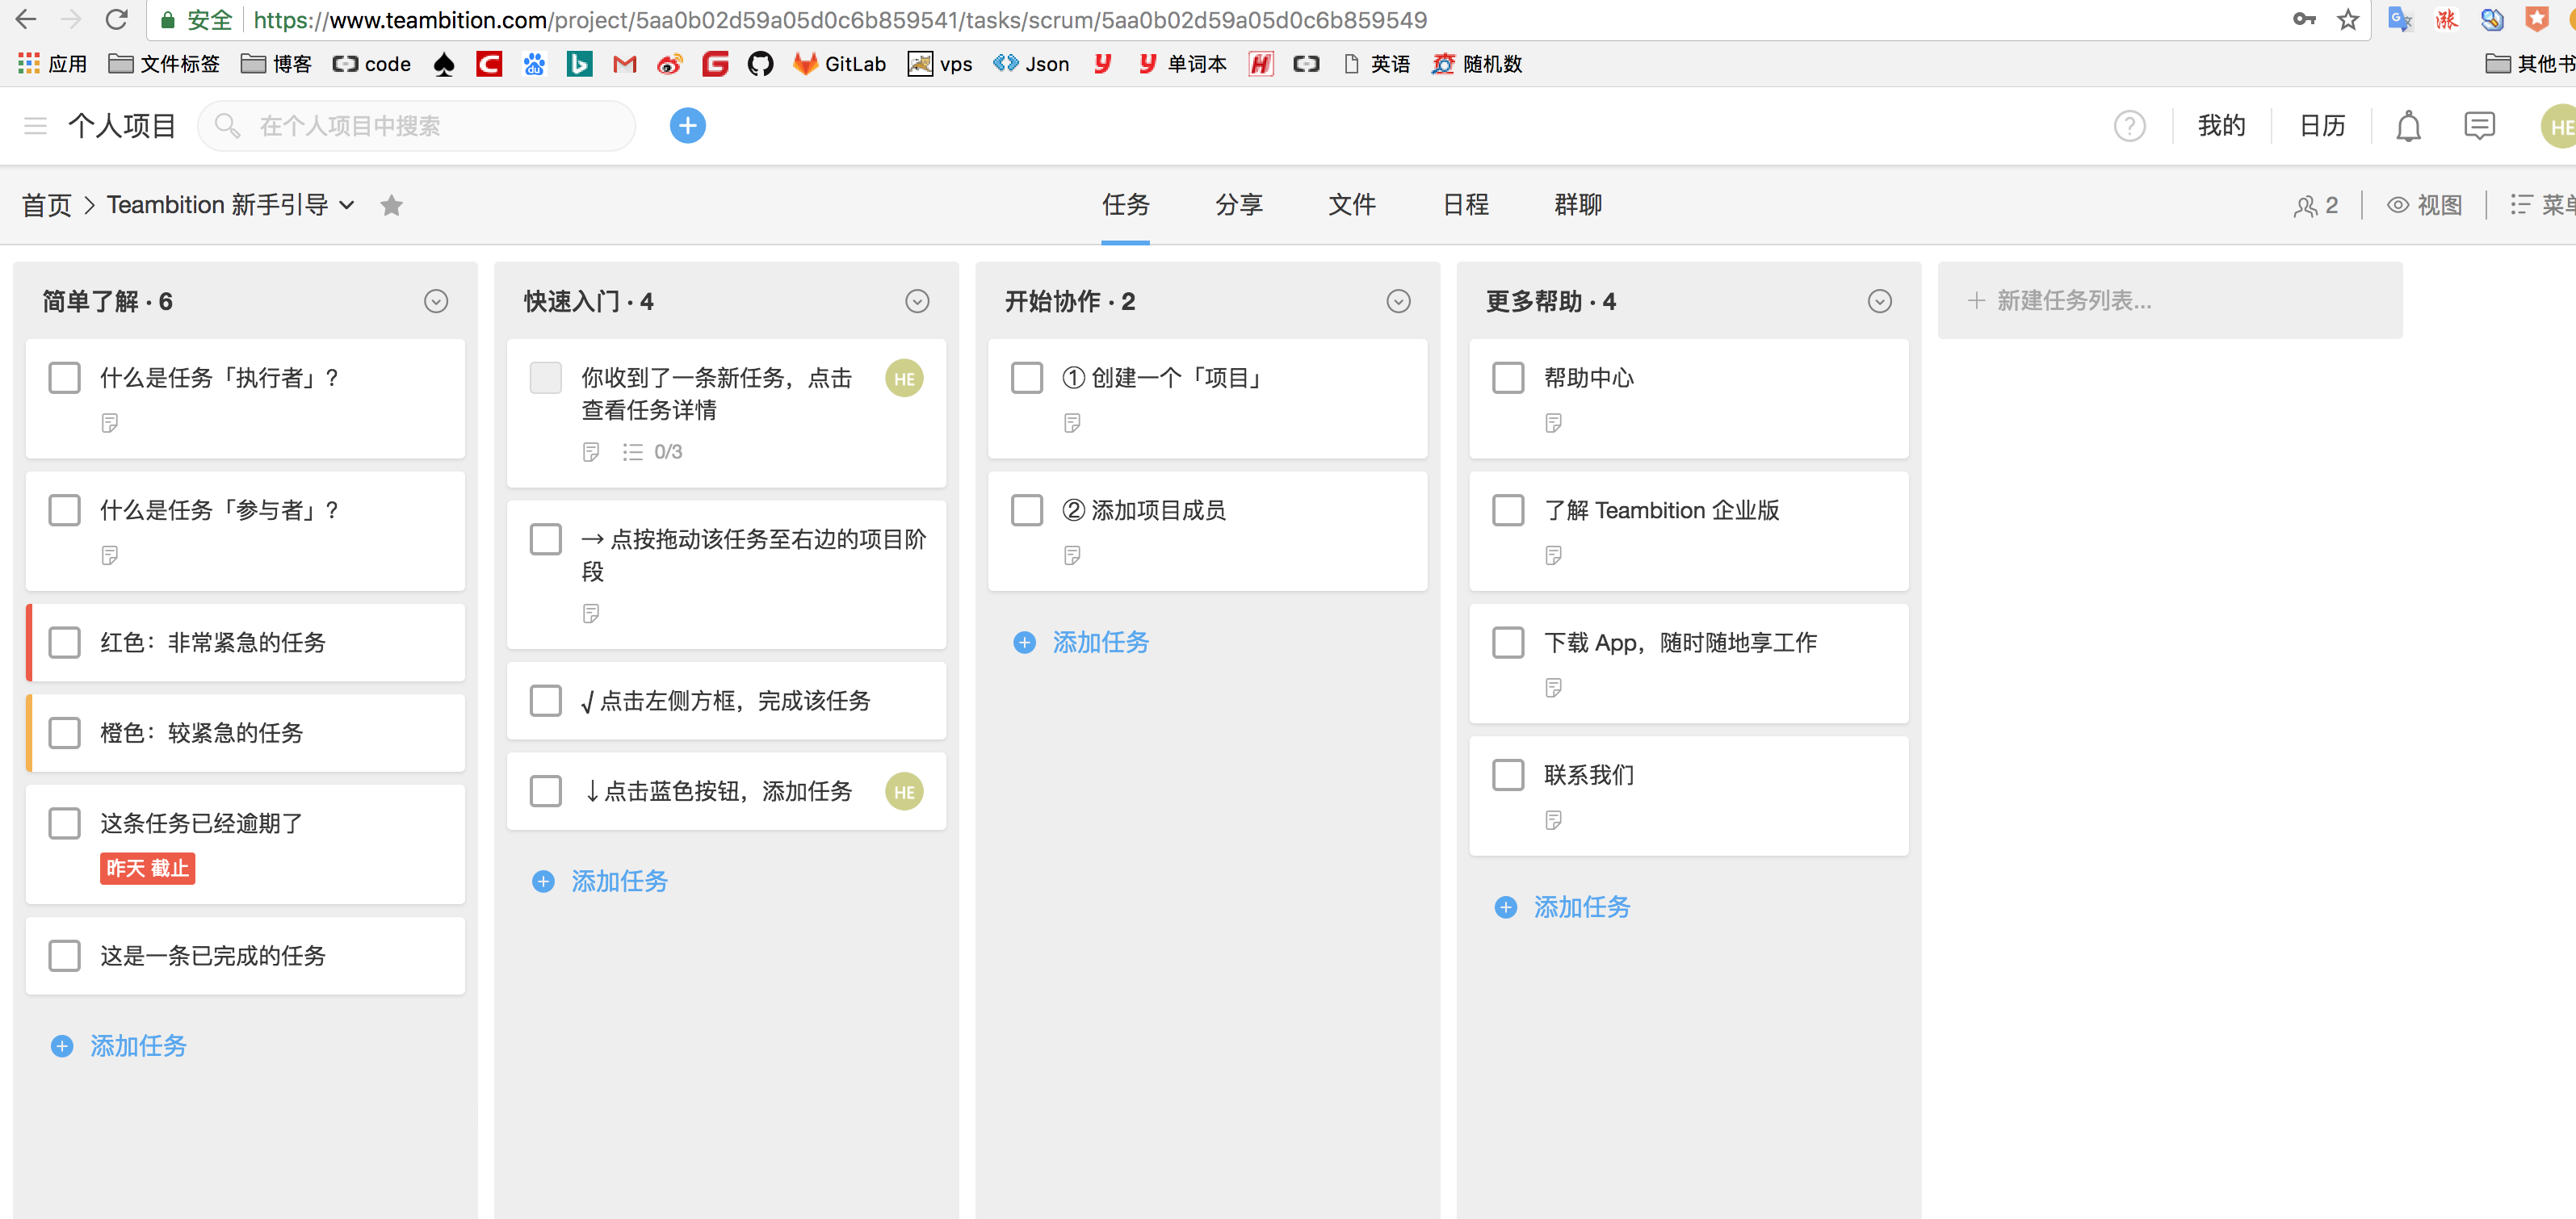 安全 https://www.teambition.com/project/5aa0b02d59a05d0c6b859541/tasks/scrum/5aa0b02d59a05d0c6b859549
应用 文件标签 博客 code GitLab vps Json 单词本 英语 随机数 其他书
个人项目 在个人项目中搜索 我的 日历 HE
首页 > Teambition 新手引导 任务 分享 文件 日程 群聊 2 视图 菜单
简单了解 · 6
什么是任务「执行者」?
什么是任务「参与者」?
红色:非常紧急的任务
橙色:较紧急的任务
这条任务已经逾期了
昨天 截止
这是一条已完成的任务
添加任务
快速入门 · 4
你收到了一条新任务,点击
查看任务详情
HE
0/3
→ 点按拖动该任务至右边的项目阶
段
√ 点击左侧方框,完成该任务
↓点击蓝色按钮,添加任务
HE
添加任务
开始协作 · 2
① 创建一个「项目」
② 添加项目成员
添加任务
更多帮助 · 4
帮助中心
了解 Teambition 企业版
下载 App,随时随地享工作
联系我们
添加任务
+ 新建任务列表...